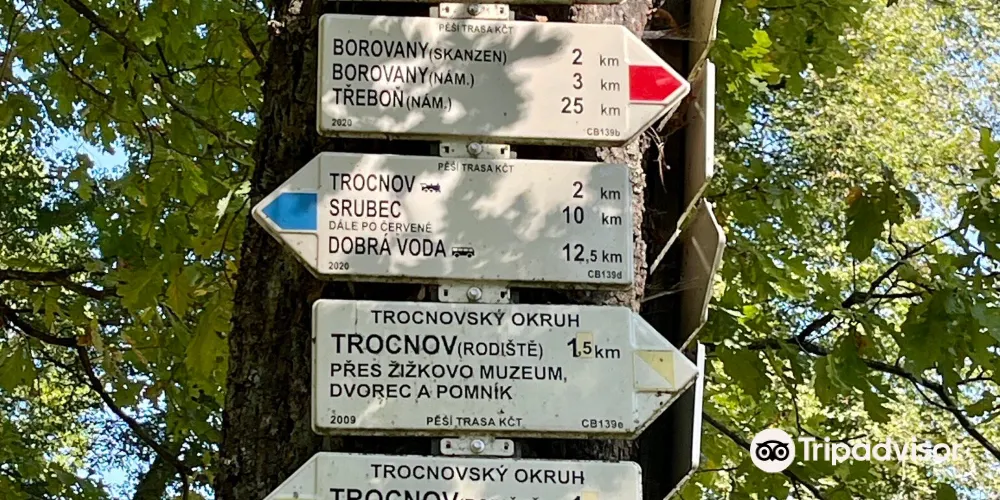 PĚŠÍ TRASA KČT
BOROVANY (SKANZEN) 2 km
BOROVANY (NÁM.) 3 km
TŘEBOŇ (NÁM.) 25 km
2020 CB139b
PĚŠÍ TRASA KČT
TROCNOV 2 km
SRUBEC 10 km
DÁLE PO ČERVENÉ
DOBRÁ VODA 12,5 km
2020 CB139d
TROCNOVSKÝ OKRUH
TROCNOV (RODIŠTĚ) 1,5 km
PŘES ŽIŽKOVO MUZEUM,
DVOREC A POMNÍK
2009 PĚŠÍ TRASA KČT CB139e
TROCNOVSKÝ OKRUH
TROCNOV
Tripadvisor